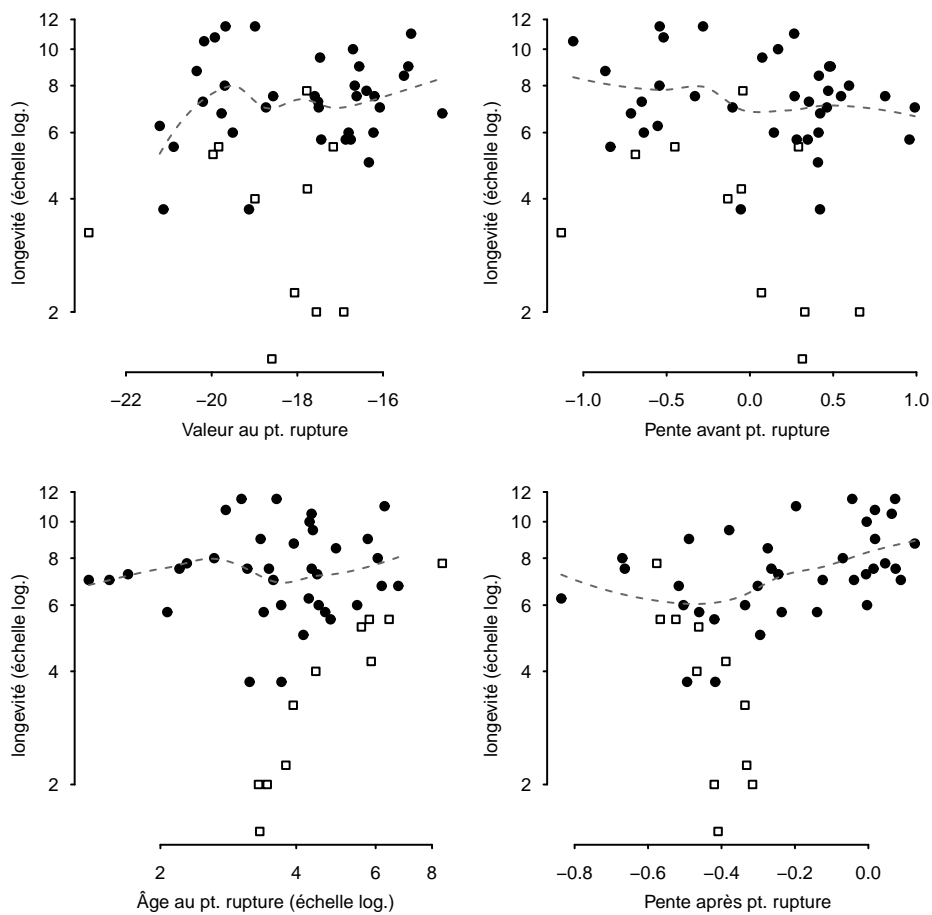 12
10
8
6
4
2
longevité (échelle log.)
−22 −20 −18 −16
Valeur au pt. rupture
12
10
8
6
4
2
longevité (échelle log.)
−1.0 −0.5 0.0 0.5 1.0
Pente avant pt. rupture
12
10
8
6
4
2
longevité (échelle log.)
2 4 6 8
Âge au pt. rupture (échelle log.)
12
10
8
6
4
2
longevité (échelle log.)
−0.8 −0.6 −0.4 −0.2 0.0
Pente après pt. rupture